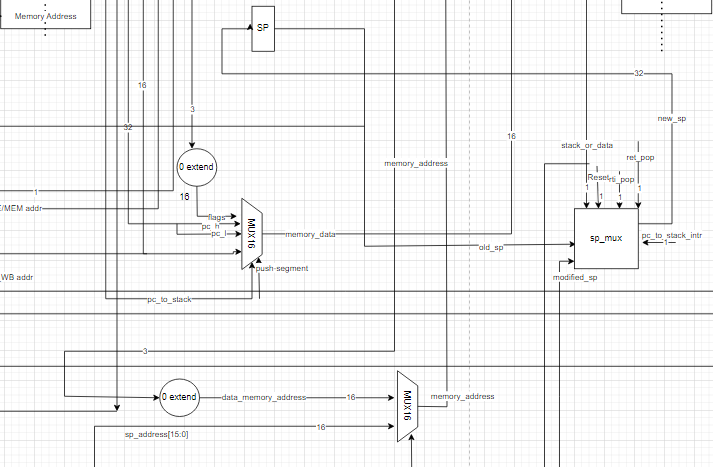 Memory Address
SP
16
32
3
32
new_sp
16
stack_or_data
memory_address
ret_pop
0 extend
Reset
rti_pop
1
1
1
1
1
16
/MEM addr
flags
pc_h
pc_l
MUX16
memory_data
sp_mux
pc_to_stack_intr
1
old_sp
_WB addr
push-segment
modified_sp
pc_to_stack
3
0 extend
data_memory_address
16
MUX16
memory_address
16
sp_address[15:0]